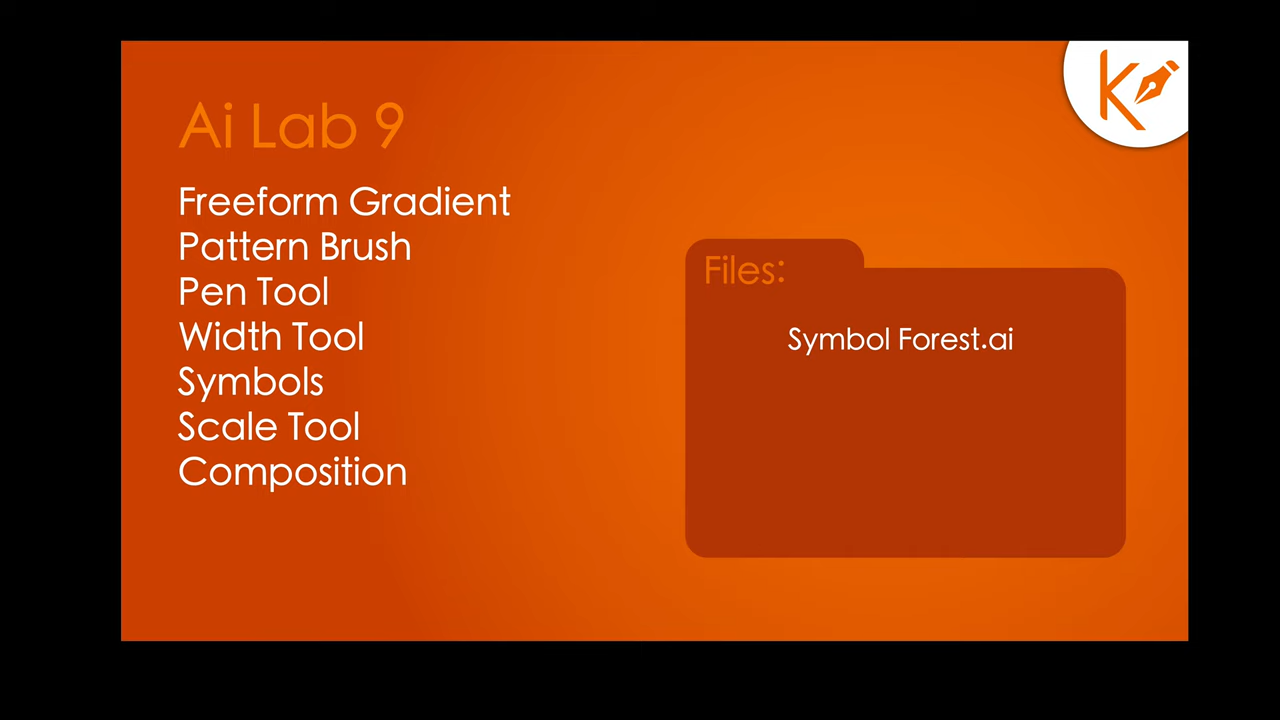 Ai Lab 9
Freeform Gradient
Pattern Brush
Pen Tool
Width Tool
Symbols
Scale Tool
Composition
Files:
Symbol Forest.ai
K